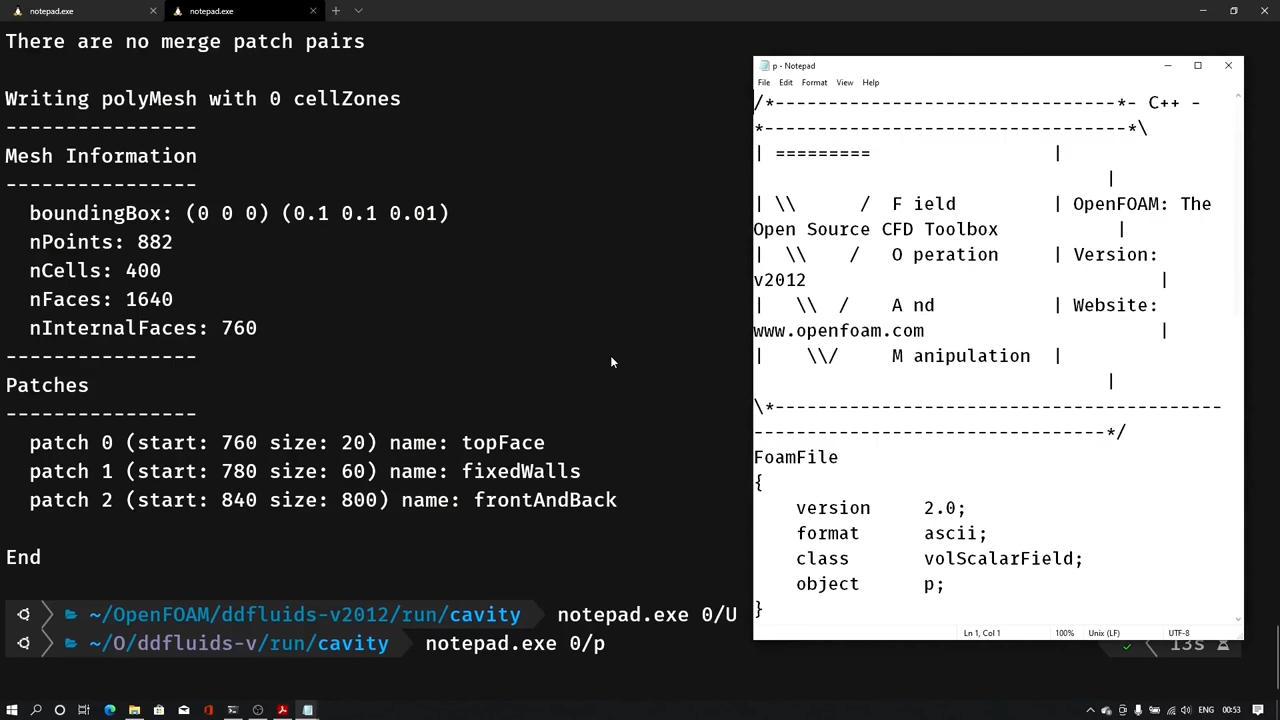 notepad.exe
notepad.exe
There are no merge patch pairs
Writing polyMesh with 0 cellZones
----------------
Mesh Information
----------------
boundingBox: (0 0 0) (0.1 0.1 0.01)
nPoints: 882
nCells: 400
nFaces: 1640
nInternalFaces: 760
----------------
Patches
----------------
patch 0 (start: 760 size: 20) name: topFace
patch 1 (start: 780 size: 60) name: fixedWalls
patch 2 (start: 840 size: 800) name: frontAndBack
End
~/OpenFOAM/ddfluids-v2012/run/cavity notepad.exe 0/U
~/O/ddfluids-v/run/cavity notepad.exe 0/p
13s
p - Notepad
File Edit Format View Help
/*--------------------------------*- C++ -
*----------------------------------*\
| ========= |
|
| \\ / F ield | OpenFOAM: The
Open Source CFD Toolbox |
| \\ / O peration | Version:
v2012 |
| \\ / A nd | Website:
www.openfoam.com |
| \\/ M anipulation |
|
\*------------------------------------------
---------------------------------*/
FoamFile
{
version 2.0;
format ascii;
class volScalarField;
object p;
}
Ln 1, Col 1 100% Unix (LF) UTF-8
ENG 00:53